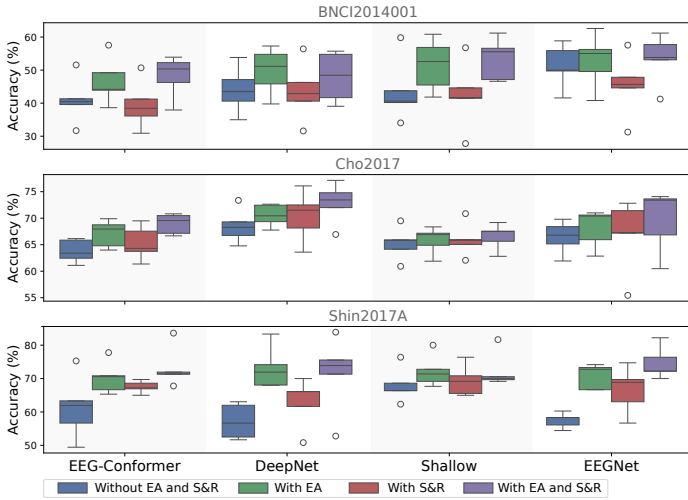 BNCI2014001
Accuracy (%)
60
50
40
30
Cho2017
Accuracy (%)
75
70
65
60
55
Shin2017A
Accuracy (%)
80
70
60
50
EEG-Conformer DeepNet Shallow EEGNet
Without EA and S&R With EA With S&R With EA and S&R